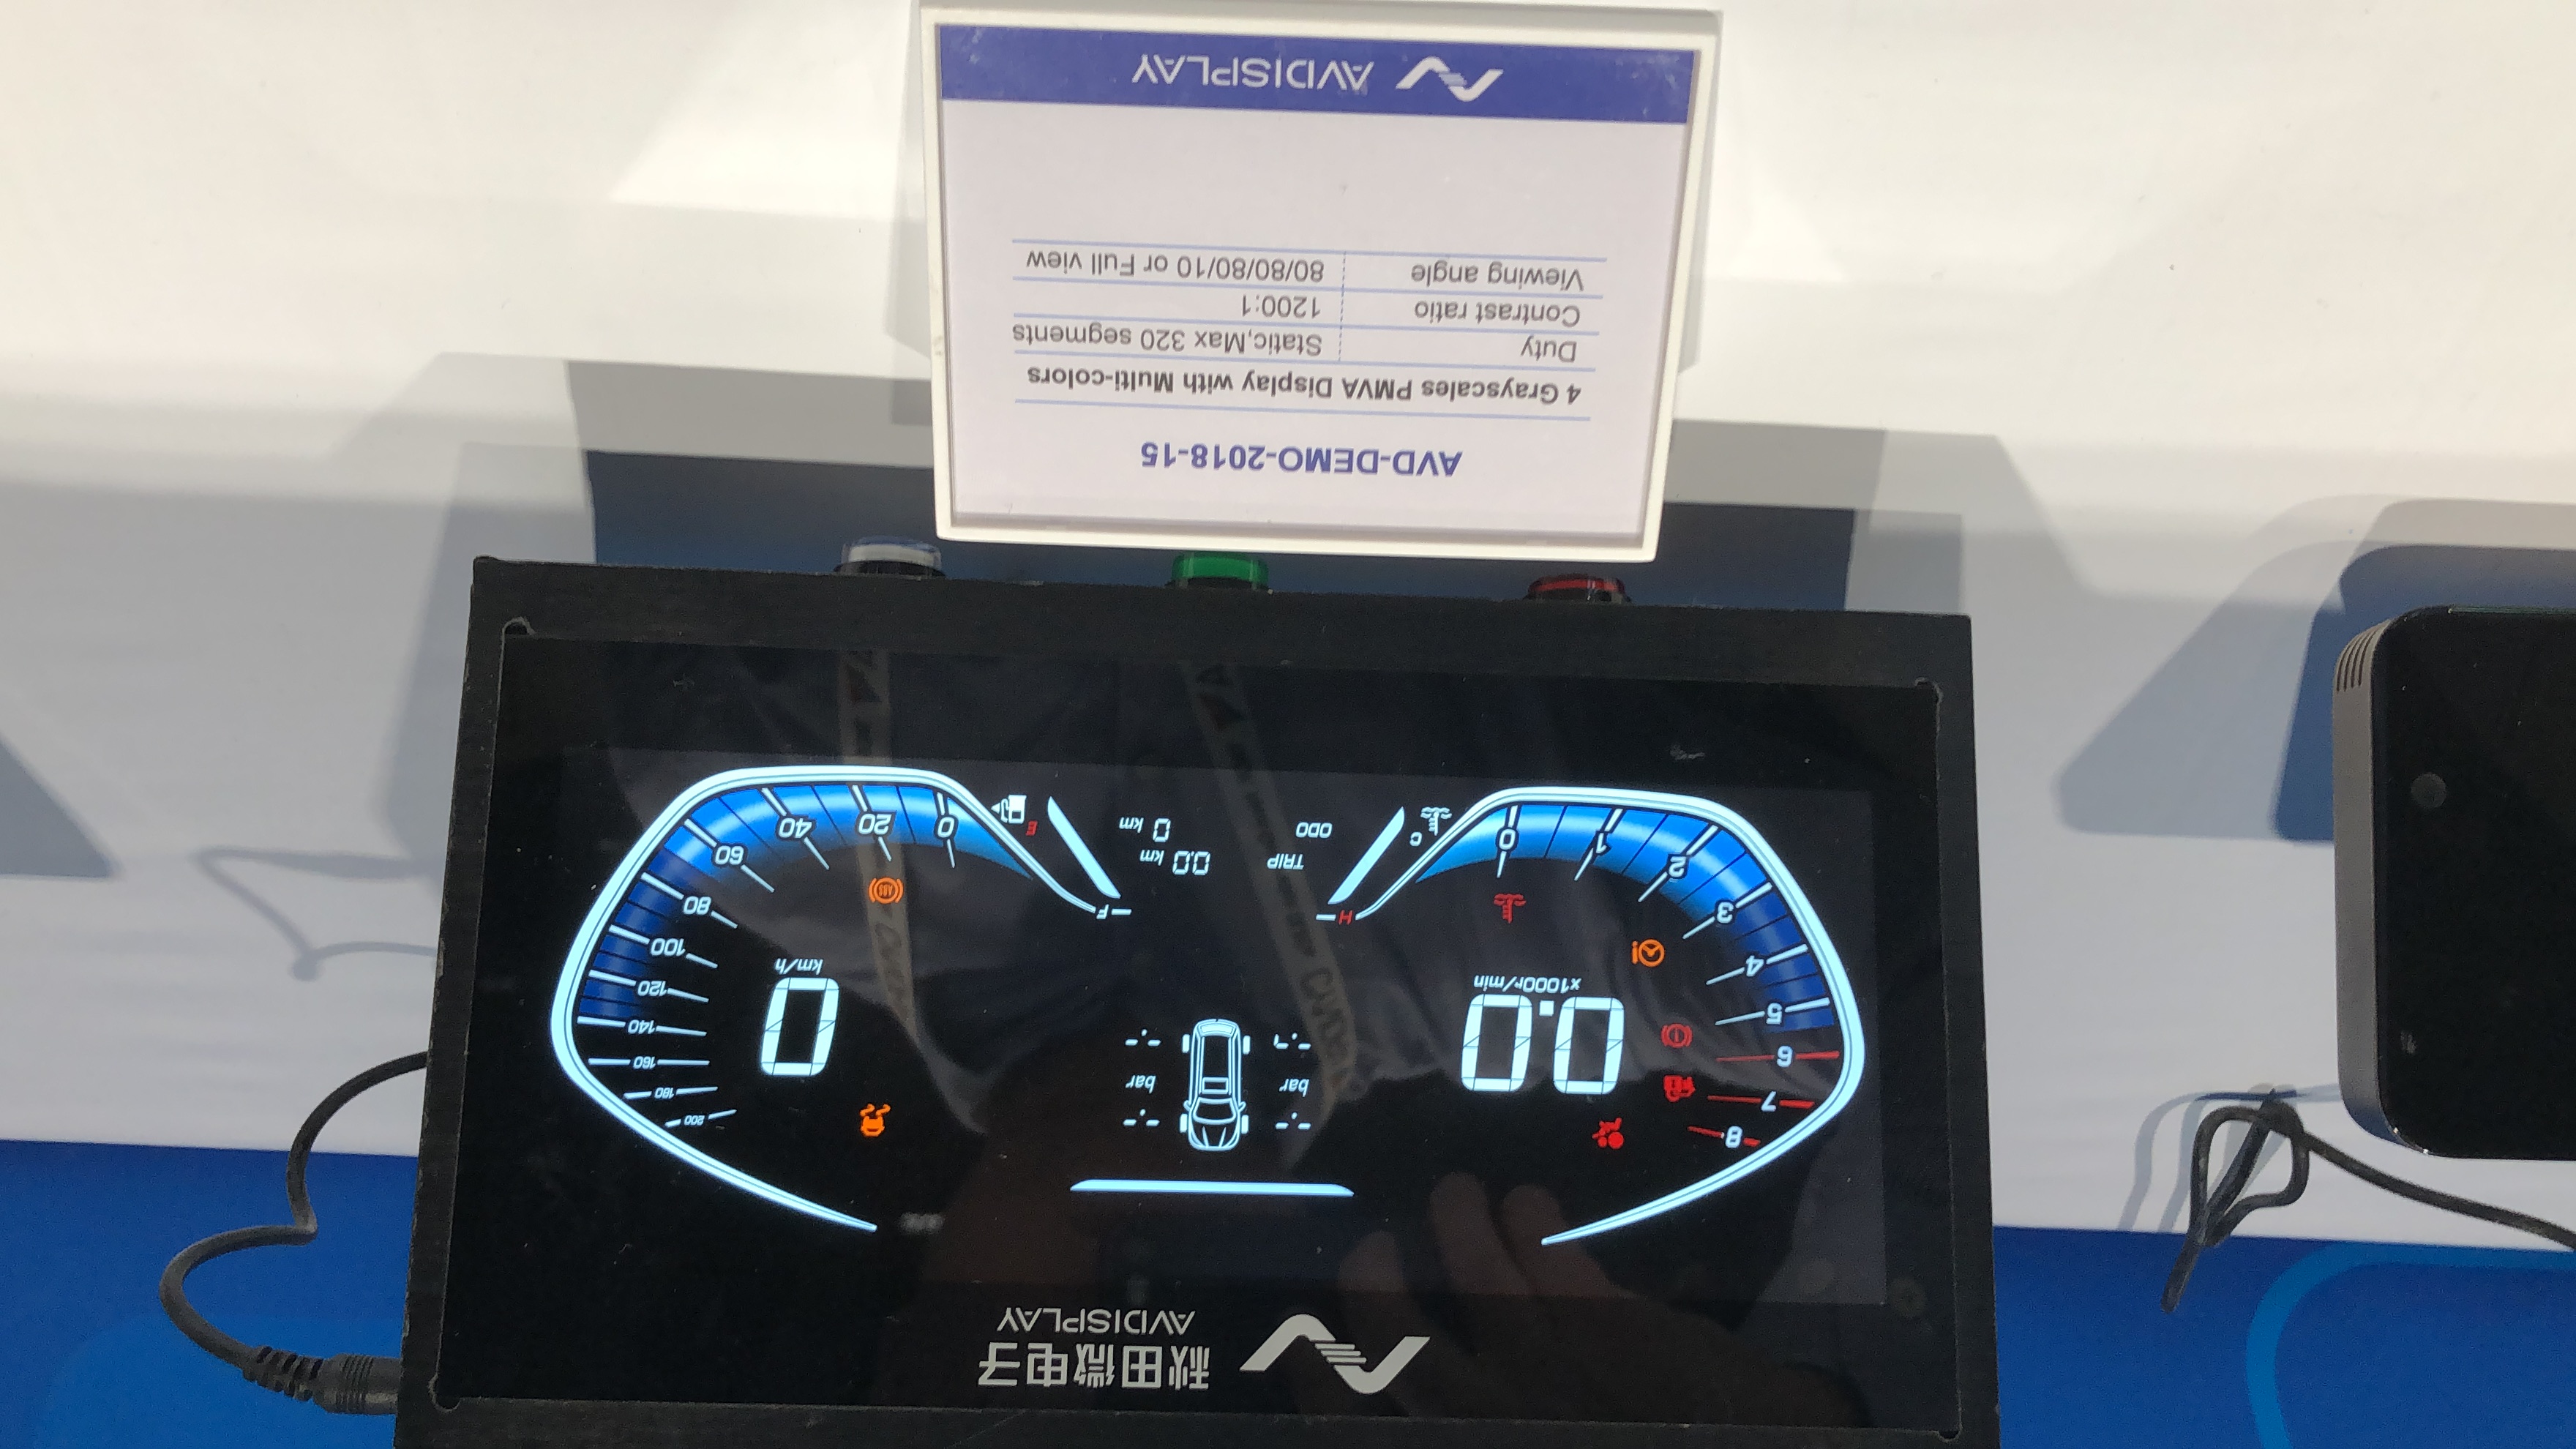 秋田微电子
AVDISPLAY
8
7
6
5
4
3
2
1
0
0.0
x1000r/min
-.-
-.-
bar
bar
-.-
-.-
200
180
160
140
120
100
80
60
40
20
0
0
km/h
H
C
F
E
ABS
TRIP 0.0 km
ODO 0 km
AVD-DEMO-2018-15
4 Grayscales PMVA Display with Multi-colors
Duty Static,Max 320 segments
Contrast ratio 1200:1
Viewing angle 80/80/80/10 or Full view
AVDISPLAY